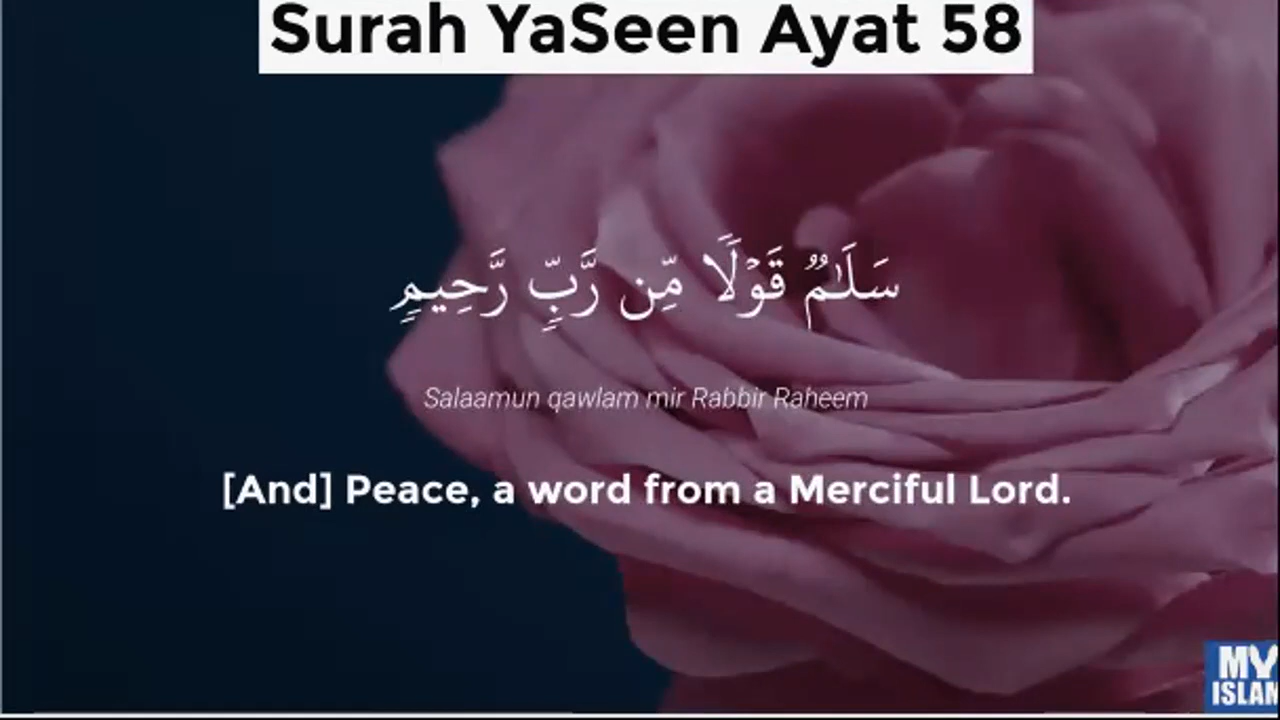 Surah YaSeen Ayat 58
سَلَـٰمٌ قَوْلًا مِّن رَّبٍّ رَّحِيمٍ
Salaamun qawlam mir Rabbir Raheem
[And] Peace, a word from a Merciful Lord.
MY
ISLAM